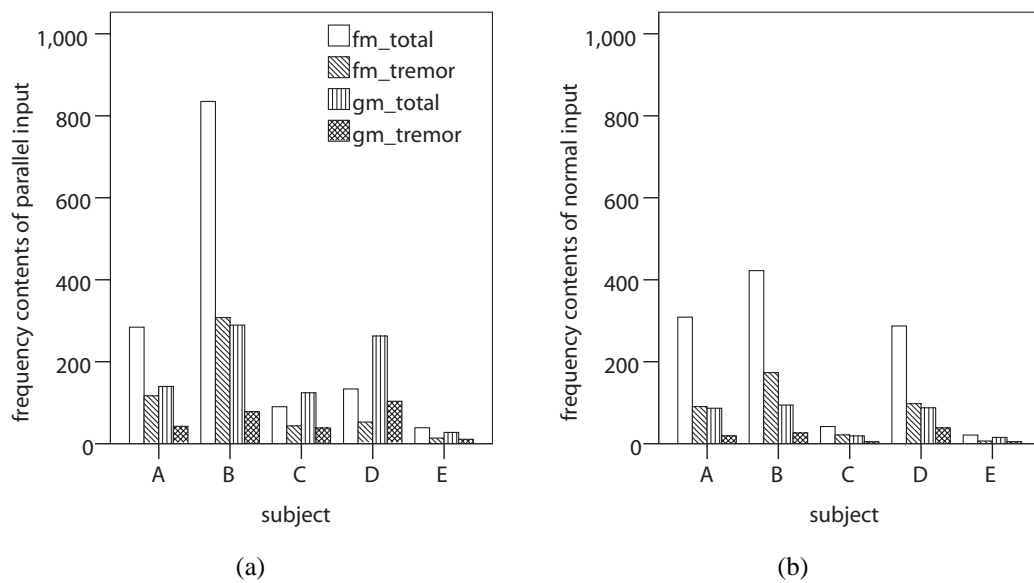 frequency contents of parallel input
1,000
800
600
400
200
0
fm_total
fm_tremor
gm_total
gm_tremor
A B C D E
subject
(a)
frequency contents of normal input
1,000
800
600
400
200
0
A B C D E
subject
(b)